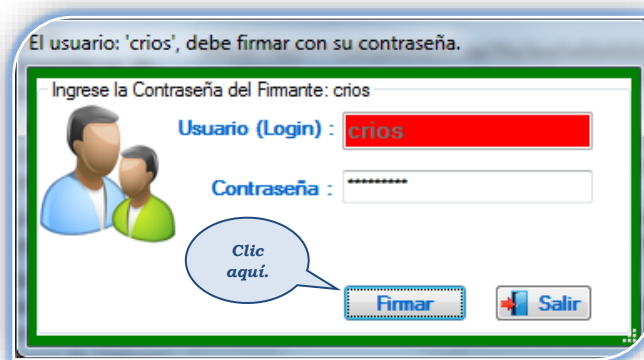 El usuario: 'crios', debe firmar con su contraseña.
Ingrese la Contraseña del Firmante: crios
Usuario (Login) : crios
Contraseña : *********
Clic
aquí.
Firmar Salir